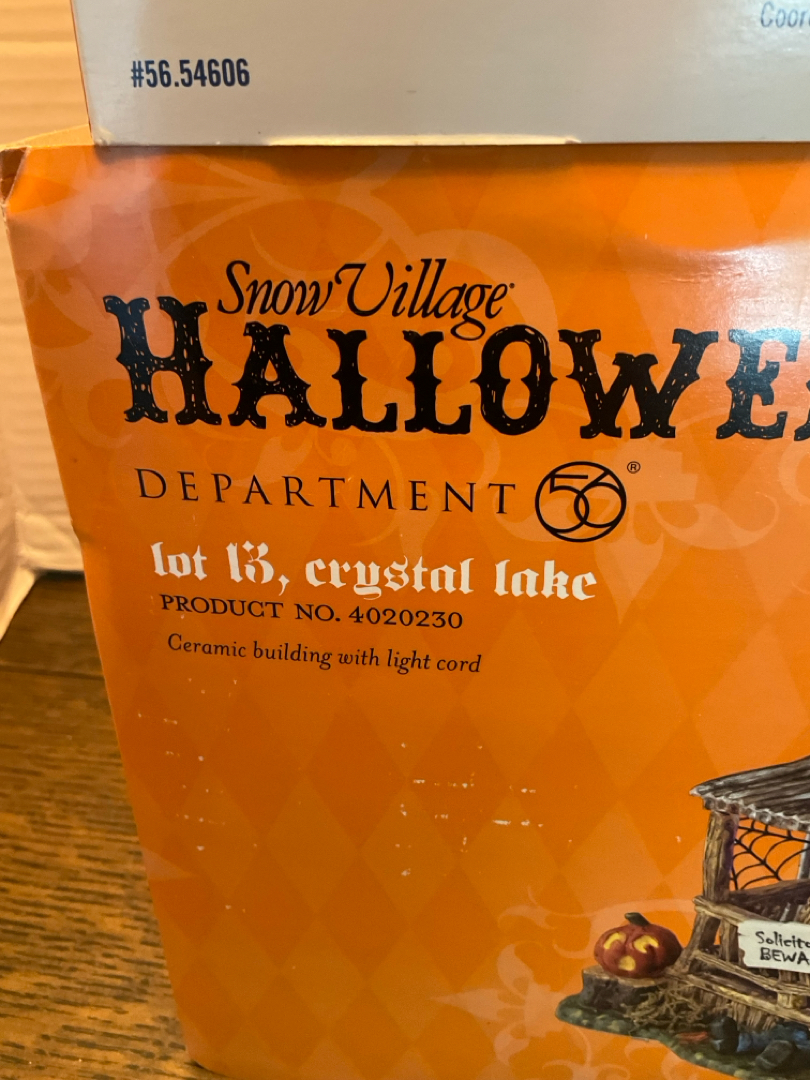 #56.54606
Snow Village
HALLOWE
DEPARTMENT 56®
lot 13, crystal lake
PRODUCT NO. 4020230
Ceramic building with light cord